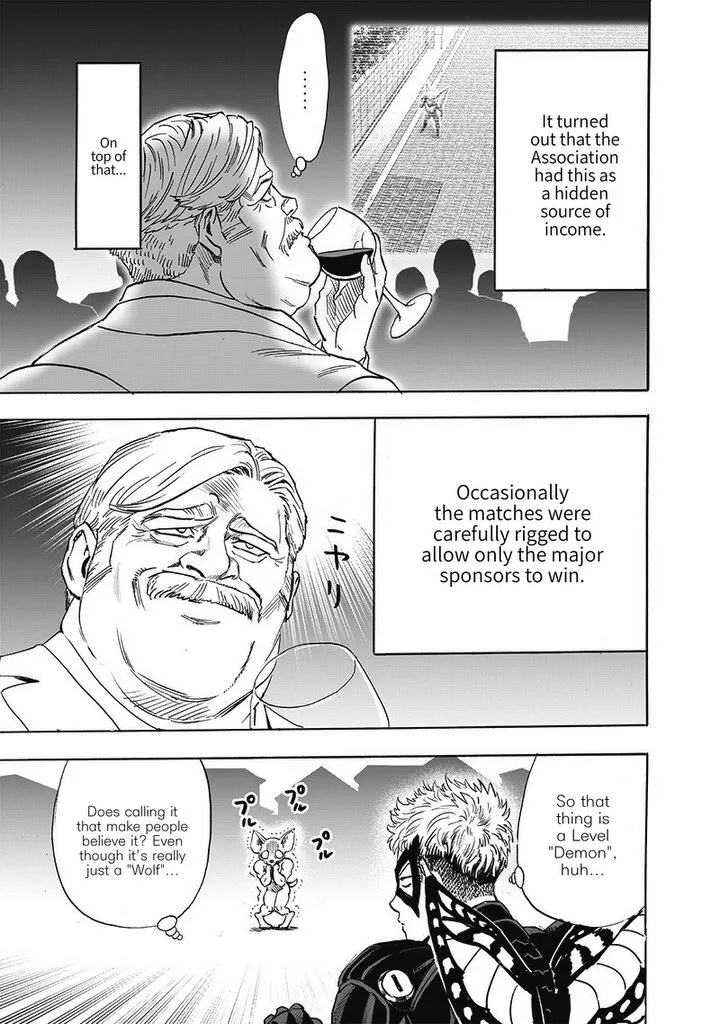 It turned
out that the
Association
had this as
a hidden
source of
income.
......
On
top of
that...
Occasionally
the matches were
carefully rigged to
allow only the major
sponsors to win.
ニヤリ
So that
thing is
a Level
"Demon",
huh...
プル
プル
プル
Does calling it
that make people
believe it? Even
though it's really
just a "Wolf"...